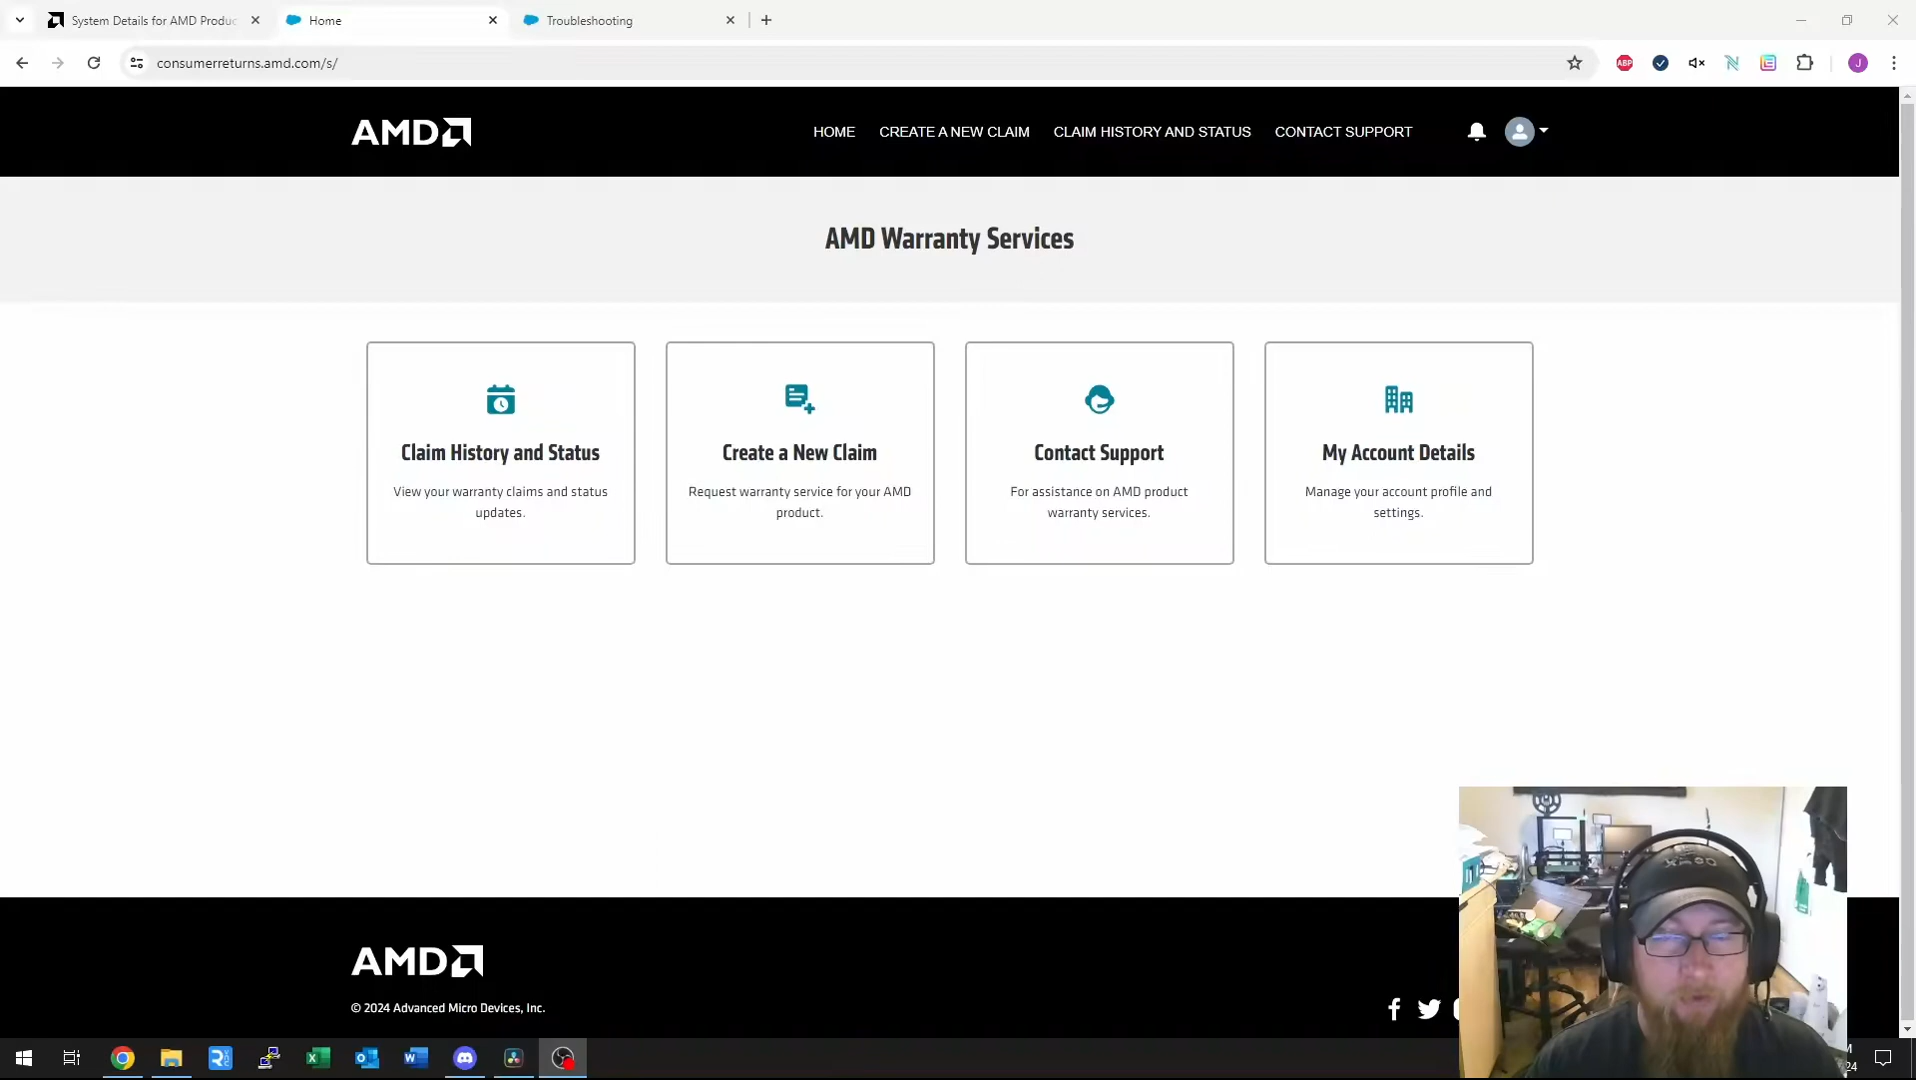 System Details for AMD Produc
Home
Troubleshooting
consumerreturns.amd.com/s/
ABP
J
AMD
HOME
CREATE A NEW CLAIM
CLAIM HISTORY AND STATUS
CONTACT SUPPORT
AMD Warranty Services
Claim History and Status
View your warranty claims and status
updates.
Create a New Claim
Request warranty service for your AMD
product.
Contact Support
For assistance on AMD product
warranty services.
My Account Details
Manage your account profile and
settings.
AMD
© 2024 Advanced Micro Devices, Inc.